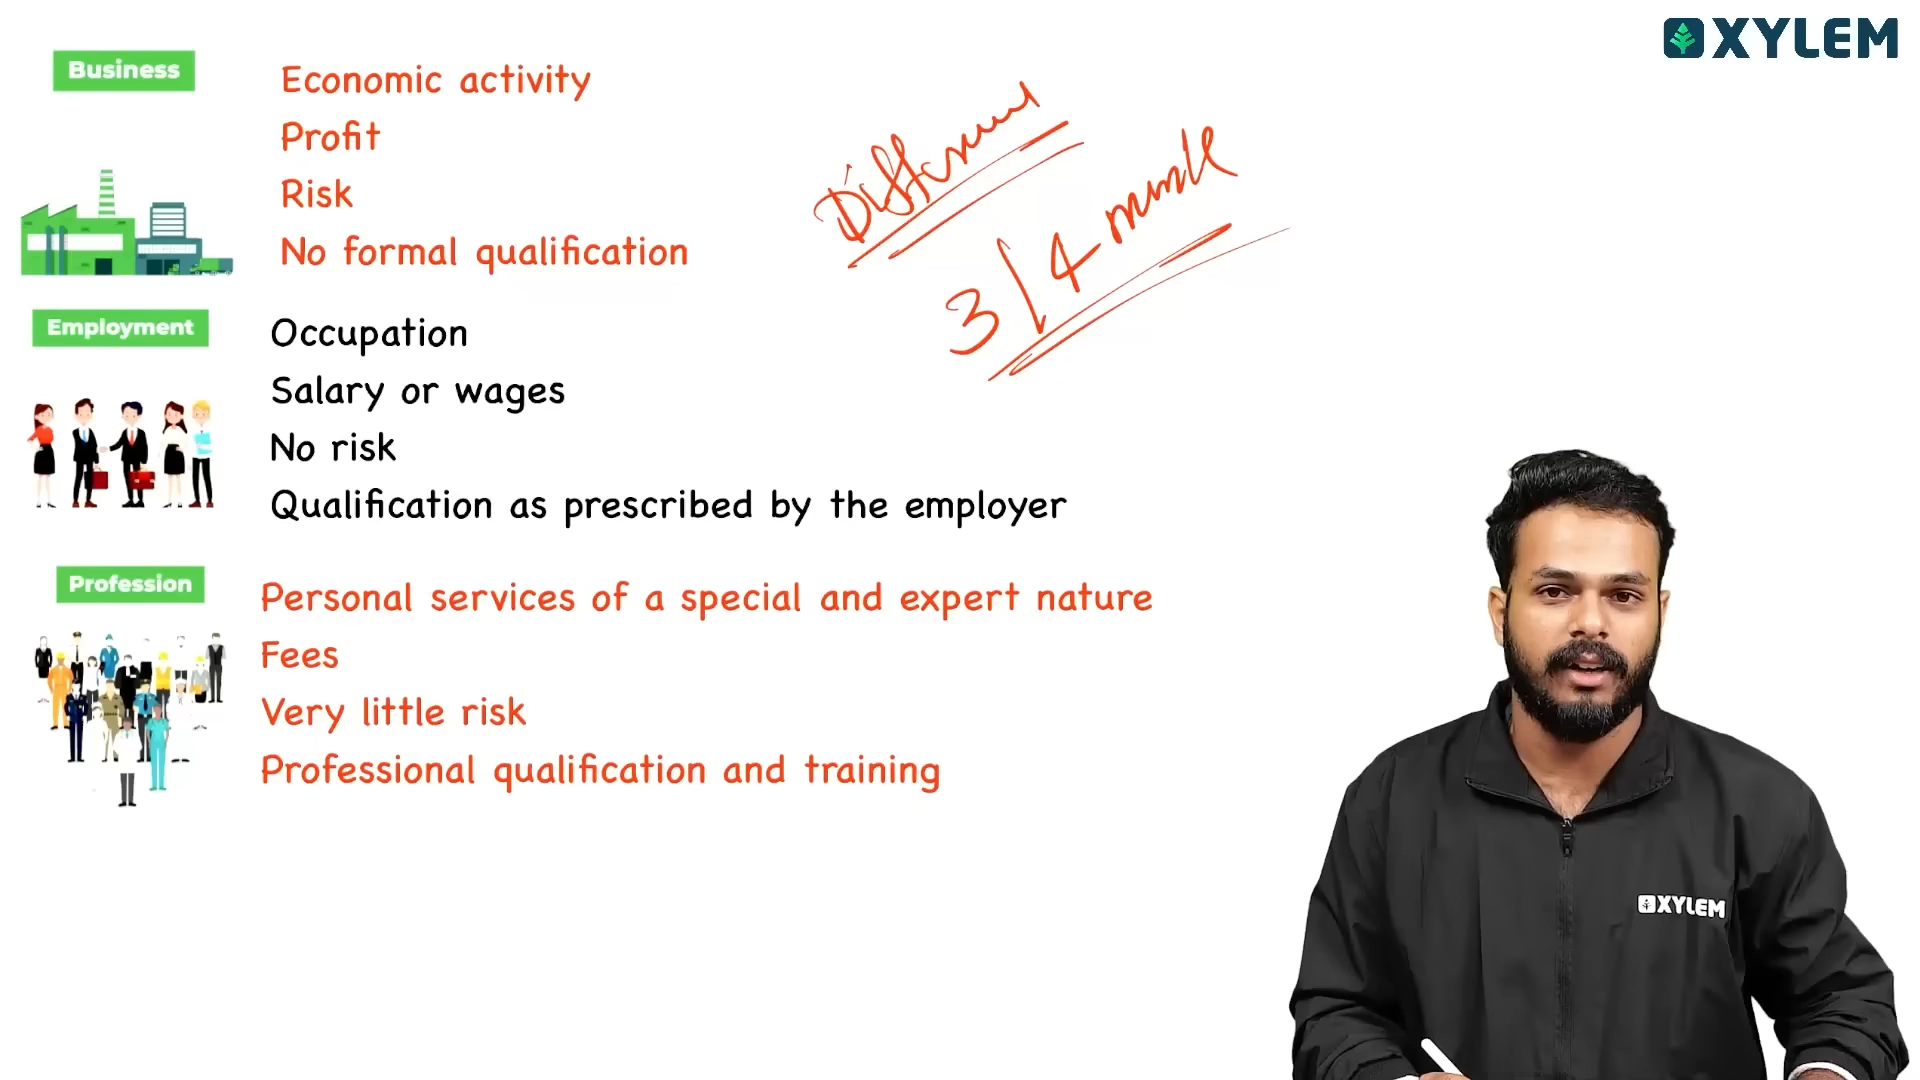 XYLEM
Business
Economic activity
Profit
Risk
No formal qualification
3/4
Employment
Occupation
Salary or wages
No risk
Qualification as prescribed by the employer
Profession
Personal services of a special and expert nature
Fees
Very little risk
Professional qualification and training
XYLEM